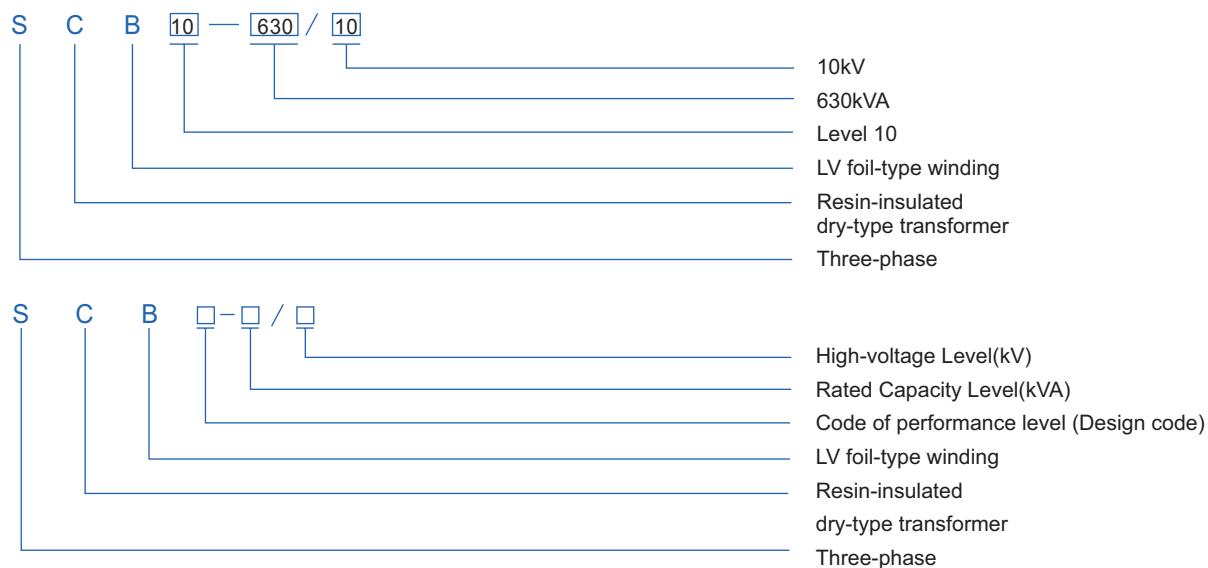 S C B 10 — 630 / 10
10kV
630kVA
Level 10
LV foil-type winding
Resin-insulated
dry-type transformer
Three-phase
S C B □-□ / □
High-voltage Level(kV)
Rated Capacity Level(kVA)
Code of performance level (Design code)
LV foil-type winding
Resin-insulated
dry-type transformer
Three-phase